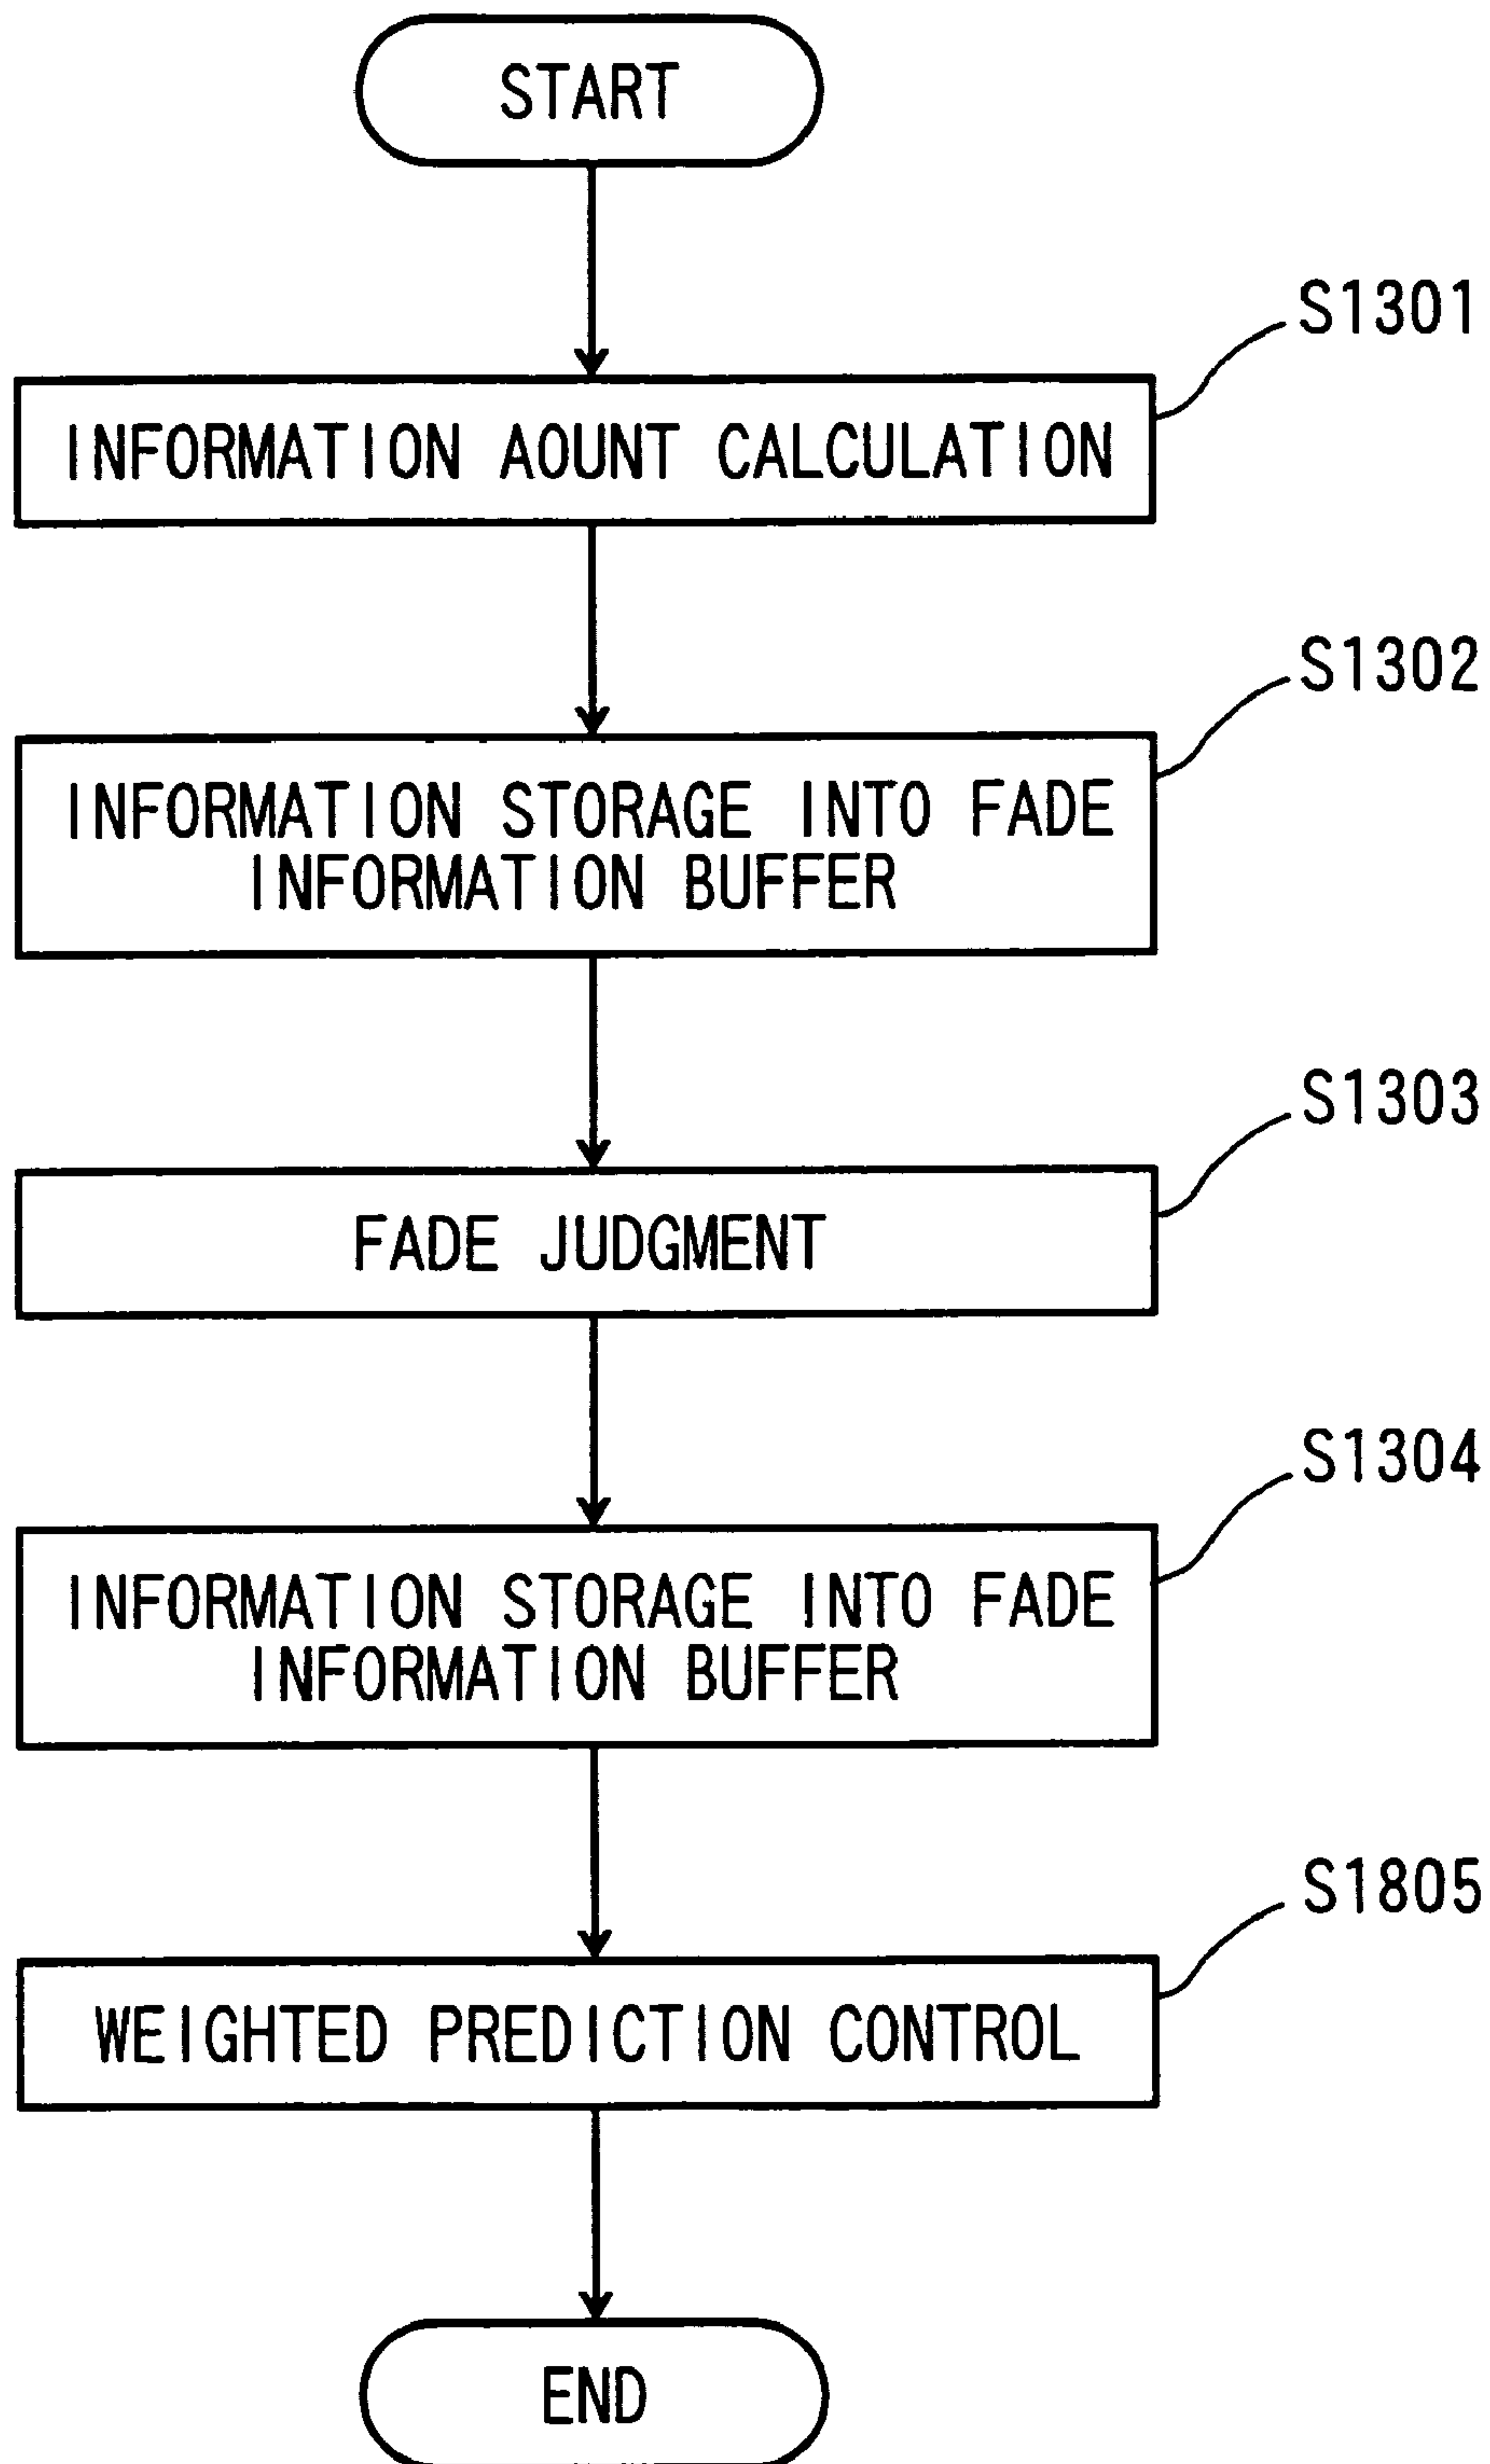 START
S1301
INFORMATION AOUNT CALCULATION
S1302
INFORMATION STORAGE INTO FADE
INFORMATION BUFFER
S1303
FADE JUDGMENT
S1304
INFORMATION STORAGE INTO FADE
INFORMATION BUFFER
S1805
WEIGHTED PREDICTION CONTROL
END